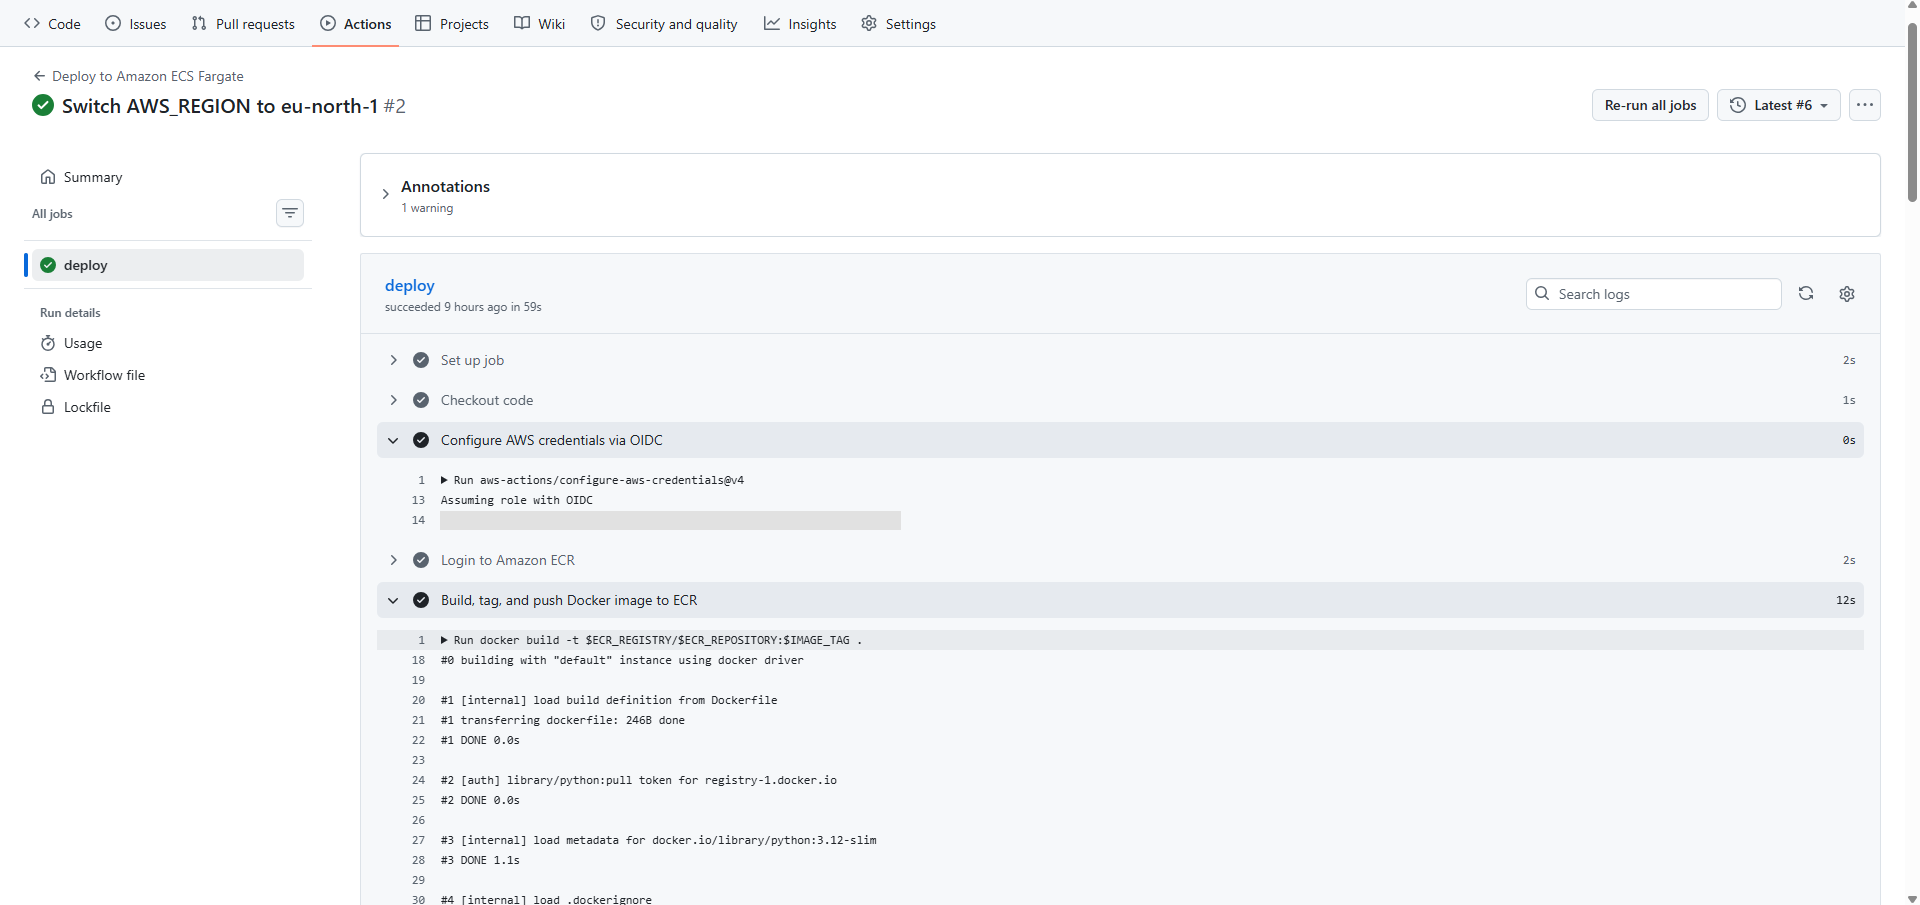 Code Issues Pull requests Actions Projects Wiki Security and quality Insights Settings
Deploy to Amazon ECS Fargate
Switch AWS_REGION to eu-north-1 #2
Re-run all jobs Latest #6
Summary
All jobs
deploy
Run details
Usage
Workflow file
Lockfile
Annotations
1 warning
deploy
succeeded 9 hours ago in 59s
Search logs
Set up job 2s
Checkout code 1s
Configure AWS credentials via OIDC 0s
1 Run aws-actions/configure-aws-credentials@v4
13 Assuming role with OIDC
14
Login to Amazon ECR 2s
Build, tag, and push Docker image to ECR 12s
1 Run docker build -t $ECR_REGISTRY/$ECR_REPOSITORY:$IMAGE_TAG .
18 #0 building with "default" instance using docker driver
19
20 #1 [internal] load build definition from Dockerfile
21 #1 transferring dockerfile: 246B done
22 #1 DONE 0.0s
23
24 #2 [auth] library/python:pull token for registry-1.docker.io
25 #2 DONE 0.0s
26
27 #3 [internal] load metadata for docker.io/library/python:3.12-slim
28 #3 DONE 1.1s
29
30 #4 [internal] load .dockerignore